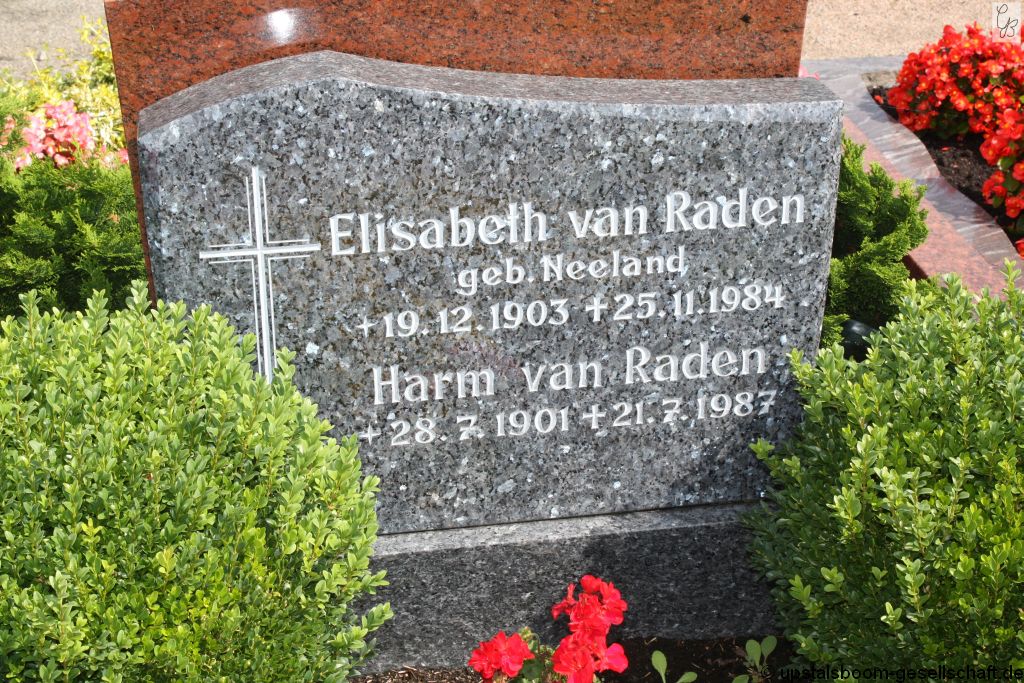 Elisabeth van Raden
geb. Neeland
+19.12.1903 +25.11.1984
Harm van Raden
+28.7.1901 +21.7.1987
GB
© upstalsboom-gesellschaft.de